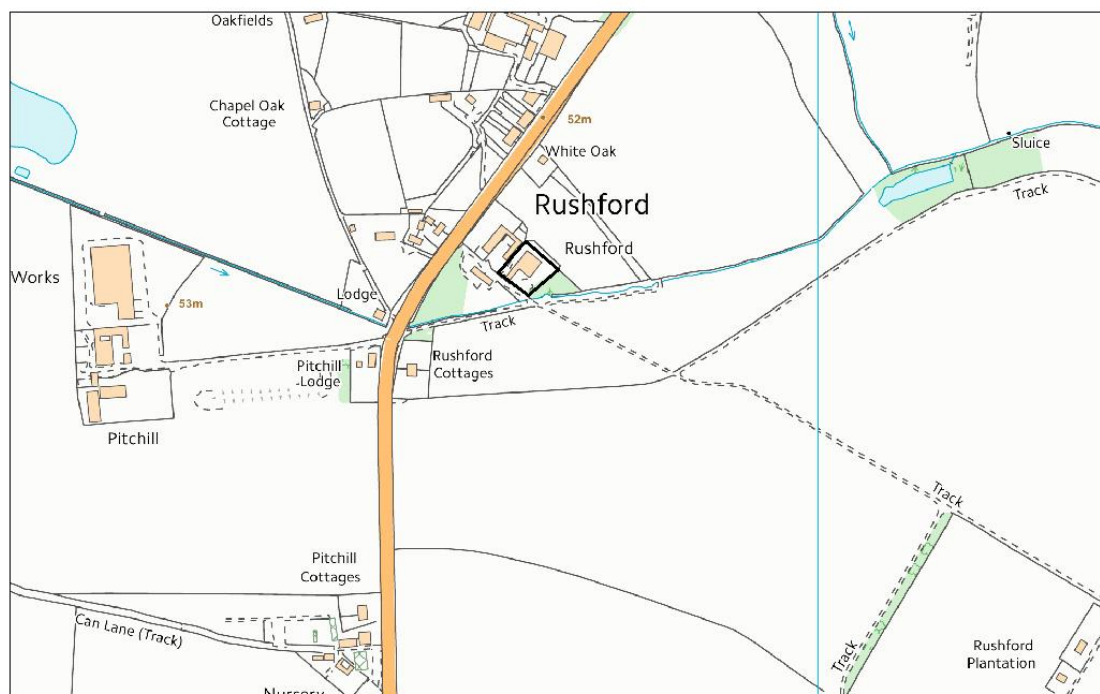 Oakfields
Chapel Oak
Cottage
52m
White Oak
Sluice
Track
Rushford
Rushford
Works
53m
Lodge
Track
Pitchill
Lodge
Rushford
Cottages
Pitchill
Track
Pitchill
Cottages
Can Lane (Track)
Track
Rushford
Plantation
Nursery